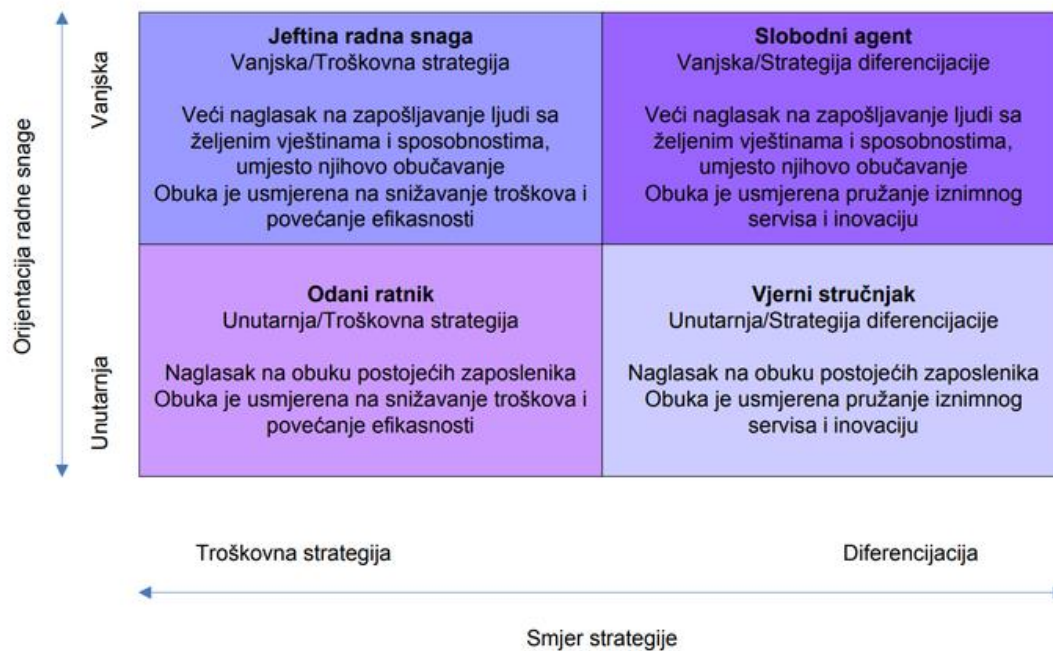 Orijentacija radne snage
Vanjska
Unutarnja
Jeftina radna snaga
Vanjska/Troškovna strategija
Veći naglasak na zapošljavanje ljudi sa
željenim vještinama i sposobnostima,
umjesto njihovo obučavanje
Obuka je usmjerena na snižavanje troškova i
povećanje efikasnosti
Slobodni agent
Vanjska/Strategija diferencijacije
Veći naglasak na zapošljavanje ljudi sa
željenim vještinama i sposobnostima,
umjesto njihovo obučavanje
Obuka je usmjerena pružanje iznimnog
servisa i inovaciju
Odani ratnik
Unutarnja/Troškovna strategija
Naglasak na obuku postojećih zaposlenika
Obuka je usmjerena na snižavanje troškova i
povećanje efikasnosti
Vjerni stručnjak
Unutarnja/Strategija diferencijacije
Naglasak na obuku postojećih zaposlenika
Obuka je usmjerena pružanje iznimnog
servisa i inovaciju
Troškovna strategija
Diferencijacija
Smjer strategije